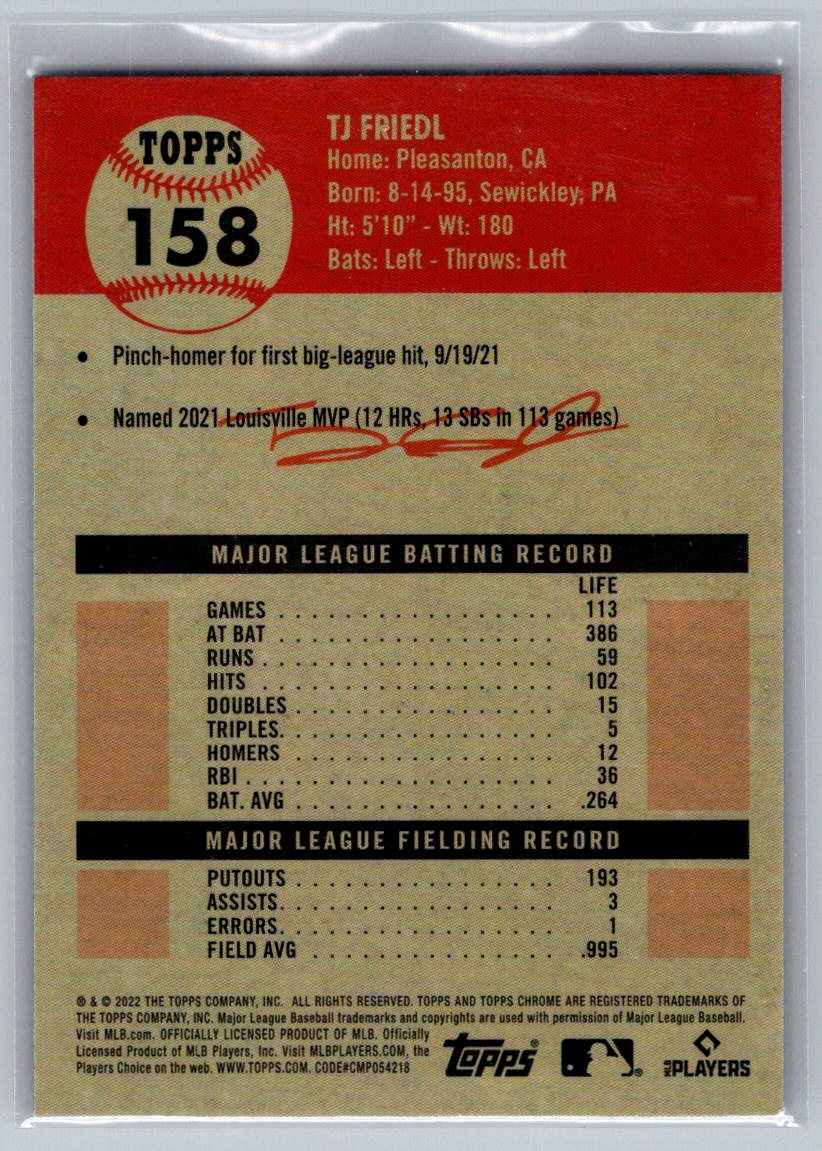 TOPPS
158
TJ FRIEDL
Home: Pleasanton, CA
Born: 8-14-95, Sewickley, PA
Ht: 5'10" - Wt: 180
Bats: Left - Throws: Left
• Pinch-homer for first big-league hit, 9/19/21
• Named 2021 Louisville MVP (12 HRs, 13 SBs in 113 games)
MAJOR LEAGUE BATTING RECORD
LIFE
GAMES . . . . . . . . . . . . . . . . . 113
AT BAT . . . . . . . . . . . . . . . . . 386
RUNS . . . . . . . . . . . . . . . . . . 59
HITS . . . . . . . . . . . . . . . . . . 102
DOUBLES . . . . . . . . . . . . . . . . 15
TRIPLES. . . . . . . . . . . . . . . . . 5
HOMERS . . . . . . . . . . . . . . . . 12
RBI . . . . . . . . . . . . . . . . . . . 36
BAT. AVG . . . . . . . . . . . . . . . . .264
MAJOR LEAGUE FIELDING RECORD
PUTOUTS . . . . . . . . . . . . . . . . 193
ASSISTS. . . . . . . . . . . . . . . . . 3
ERRORS. . . . . . . . . . . . . . . . . 1
FIELD AVG . . . . . . . . . . . . . . . .995
® & © 2022 THE TOPPS COMPANY, INC. ALL RIGHTS RESERVED. TOPPS AND TOPPS CHROME ARE REGISTERED TRADEMARKS OF
THE TOPPS COMPANY, INC. Major League Baseball trademarks and copyrights are used with permission of Major League Baseball.
Visit MLB.com. OFFICIALLY LICENSED PRODUCT OF MLB. Officially
Licensed Product of MLB Players, Inc. Visit MLBPLAYERS.COM, the
Players Choice on the web. WWW.TOPPS.COM. CODE#CMP054218
Topps®
®
MLB PLAYERS